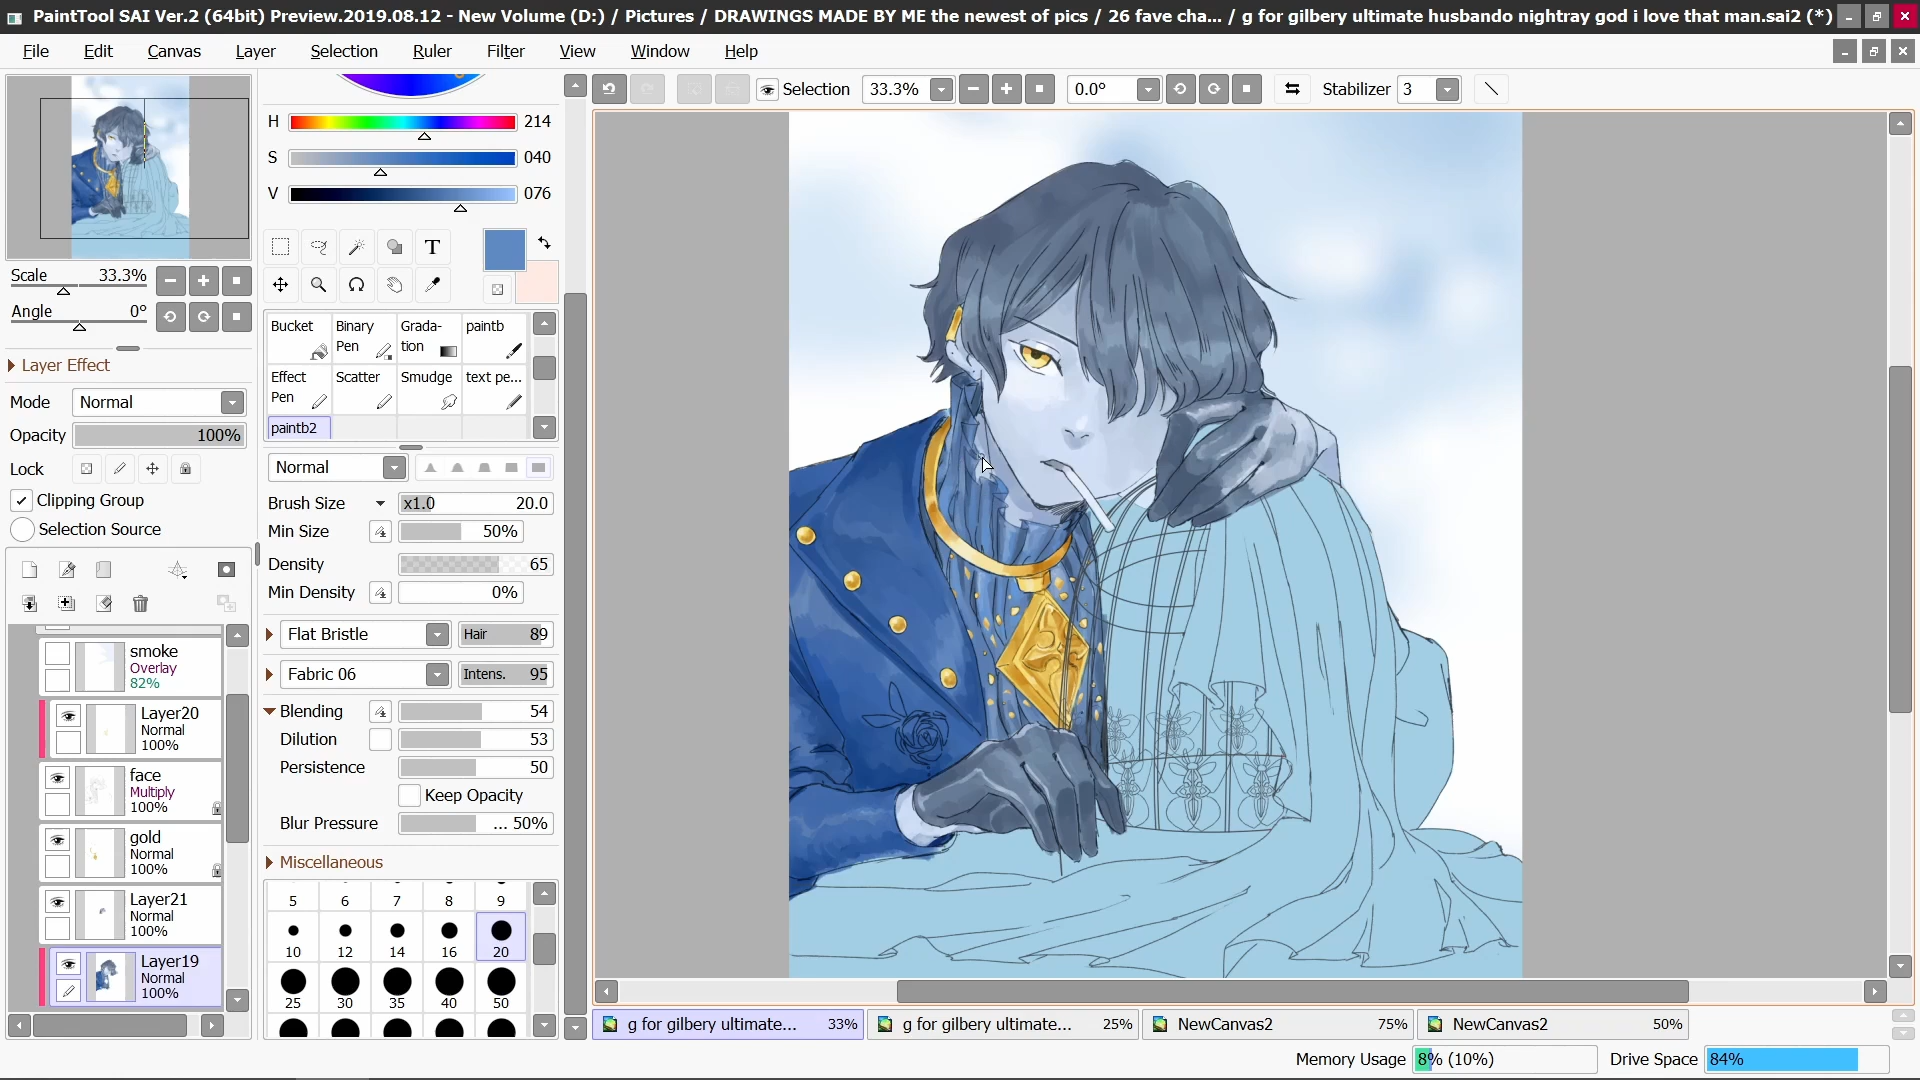 PaintTool SAI Ver.2 (64bit) Preview.2019.08.12 - New Volume (D:) / Pictures / DRAWINGS MADE BY ME the newest of pics / 26 fave cha... / g for gilbery ultimate husbando nightray god i love that man.sai2 (*)
File Edit Canvas Layer Selection Ruler Filter View Window Help
Selection 33.3% 0.0° Stabilizer 3
H 214
S 040
V 076
T
Scale 33.3%
Angle 0°
Layer Effect
Mode Normal
Opacity 100%
Lock
Clipping Group
Selection Source
smoke
Overlay
82%
Layer20
Normal
100%
face
Multiply
100%
gold
Normal
100%
Layer21
Normal
100%
Layer19
Normal
100%
Bucket
Binary Pen
Grada-tion
paintb
Effect Pen
Scatter
Smudge
text pe...
paintb2
Normal
Brush Size x1.0 20.0
Min Size 50%
Density 65
Min Density 0%
Flat Bristle Hair 89
Fabric 06 Intens. 95
Blending 54
Dilution 53
Persistence 50
Keep Opacity
Blur Pressure ... 50%
Miscellaneous
5 6 7 8 9
10 12 14 16 20
25 30 35 40 50
g for gilbery ultimate... 33%
g for gilbery ultimate... 25%
NewCanvas2 75%
NewCanvas2 50%
Memory Usage 8% (10%) Drive Space 84%